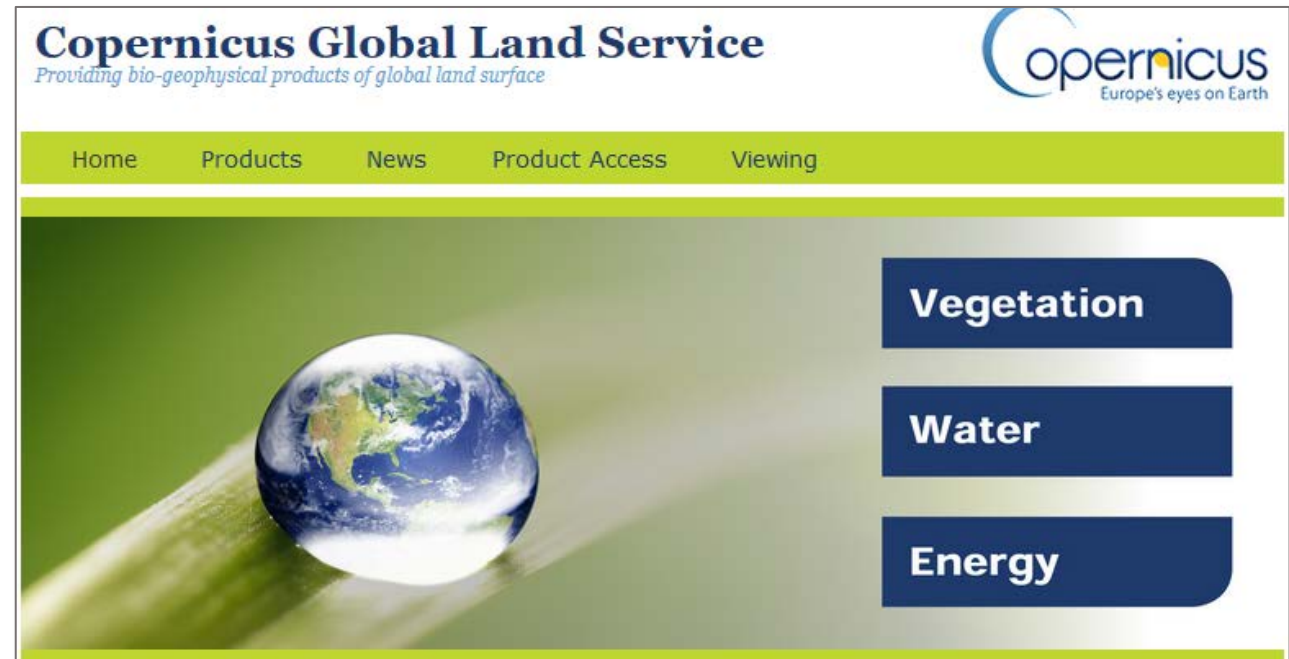 Copernicus Global Land Service
Providing bio-geophysical products of global land surface
Copernicus
Europe's eyes on Earth
Home Products News Product Access Viewing
Vegetation
Water
Energy